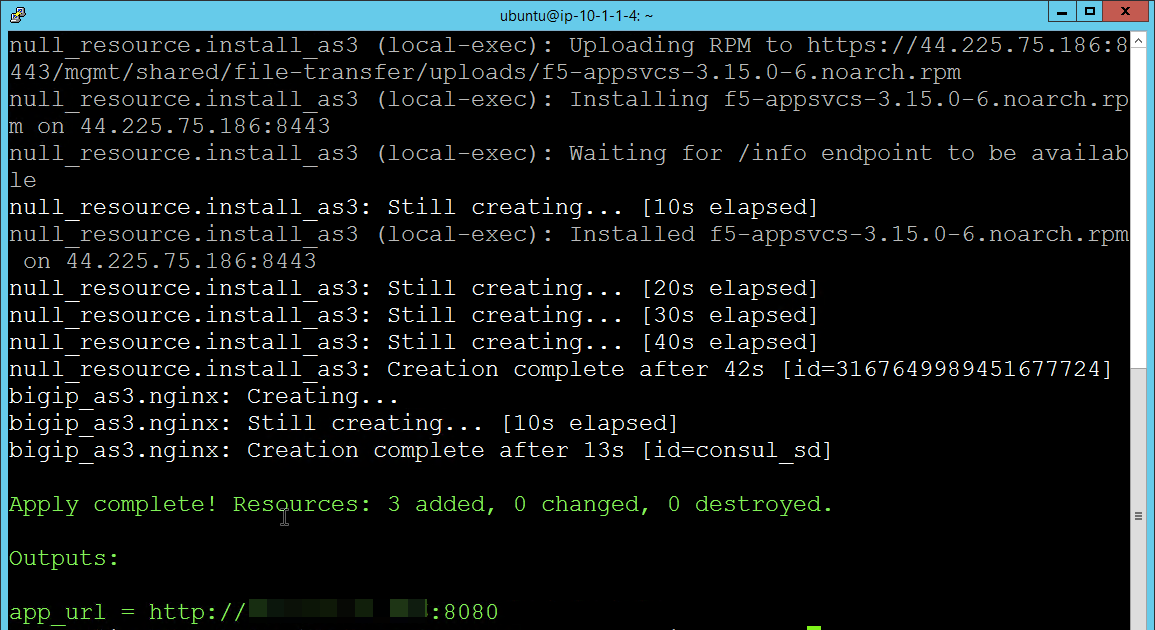 ubuntu@ip-10-1-1-4: ~
null_resource.install_as3 (local-exec): Uploading RPM to https://44.225.75.186:8
443/mgmt/shared/file-transfer/uploads/f5-appsvcs-3.15.0-6.noarch.rpm
null_resource.install_as3 (local-exec): Installing f5-appsvcs-3.15.0-6.noarch.rp
m on 44.225.75.186:8443
null_resource.install_as3 (local-exec): Waiting for /info endpoint to be availab
le
null_resource.install_as3: Still creating... [10s elapsed]
null_resource.install_as3 (local-exec): Installed f5-appsvcs-3.15.0-6.noarch.rpm
 on 44.225.75.186:8443
null_resource.install_as3: Still creating... [20s elapsed]
null_resource.install_as3: Still creating... [30s elapsed]
null_resource.install_as3: Still creating... [40s elapsed]
null_resource.install_as3: Creation complete after 42s [id=3167649989451677724]
bigip_as3.nginx: Creating...
bigip_as3.nginx: Still creating... [10s elapsed]
bigip_as3.nginx: Creation complete after 13s [id=consul_sd]
Apply complete! Resources: 3 added, 0 changed, 0 destroyed.
Outputs:
app_url = http:// :8080